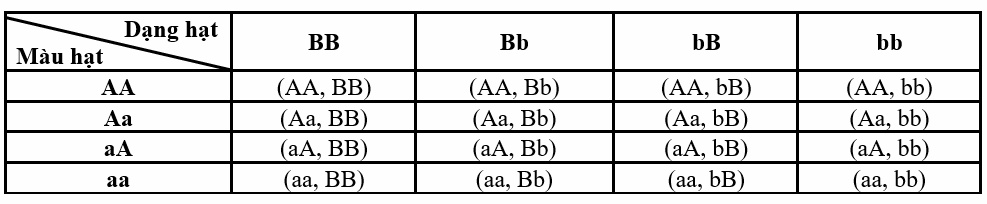 Dạng hạt
Màu hạt
BB Bb bB bb
AA (AA, BB) (AA, Bb) (AA, bB) (AA, bb)
Aa (Aa, BB) (Aa, Bb) (Aa, bB) (Aa, bb)
aA (aA, BB) (aA, Bb) (aA, bB) (aA, bb)
aa (aa, BB) (aa, Bb) (aa, bB) (aa, bb)